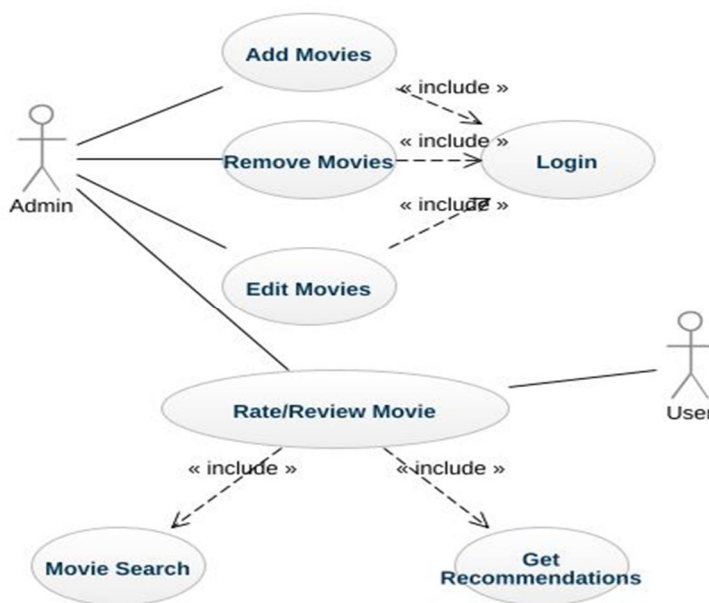 Add Movies
« include »
« include »
Remove Movies
Login
Admin
« include »
Edit Movies
Rate/Review Movie
User
« include »
« include »
Movie Search
Get
Recommendations